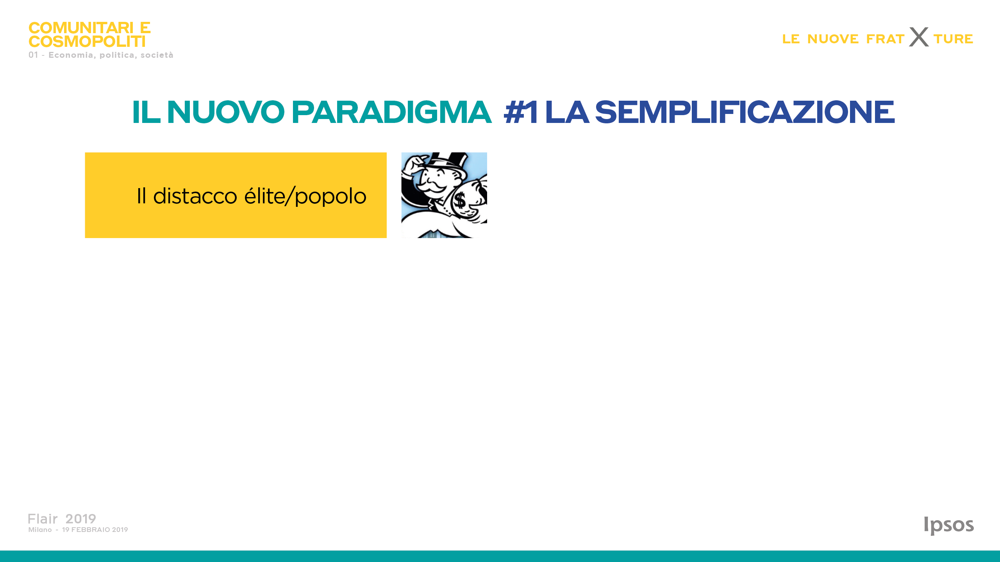 COMUNITARI E
COSMOPOLITI
01 - Economia, politica, società
LE NUOVE FRAT X TURE
IL NUOVO PARADIGMA #1 LA SEMPLIFICAZIONE
Il distacco élite/popolo
$
Flair 2019
Milano - 19 FEBBRAIO 2019
Ipsos